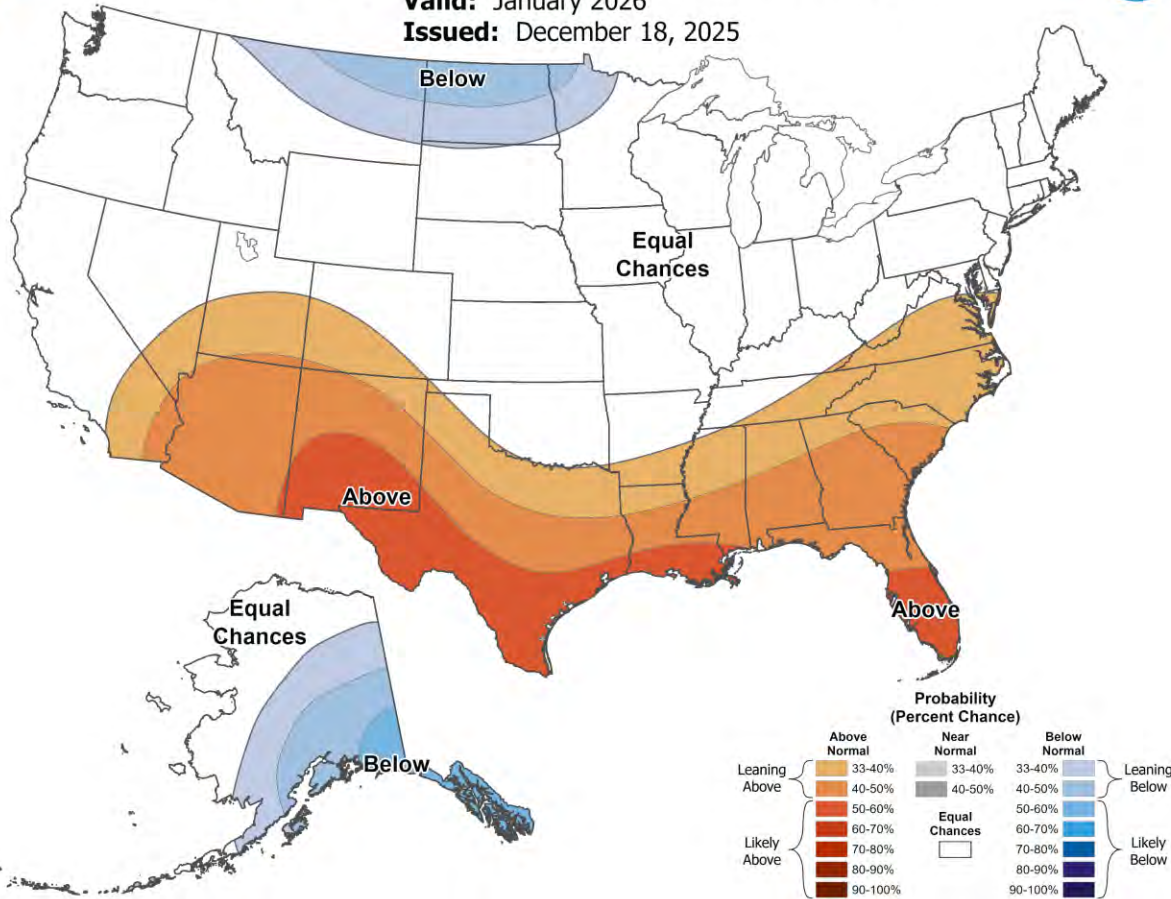 Valid: January 2026
Issued: December 18, 2025
Below
Equal
Chances
Above
Above
Equal
Chances
Below
Probability
(Percent Chance)
Above
Normal
Near
Normal
Below
Normal
Leaning
Above
33-40%
40-50%
33-40%
40-50%
33-40%
40-50%
Leaning
Below
Likely
Above
50-60%
60-70%
70-80%
80-90%
90-100%
Equal
Chances
50-60%
60-70%
70-80%
80-90%
90-100%
Likely
Below